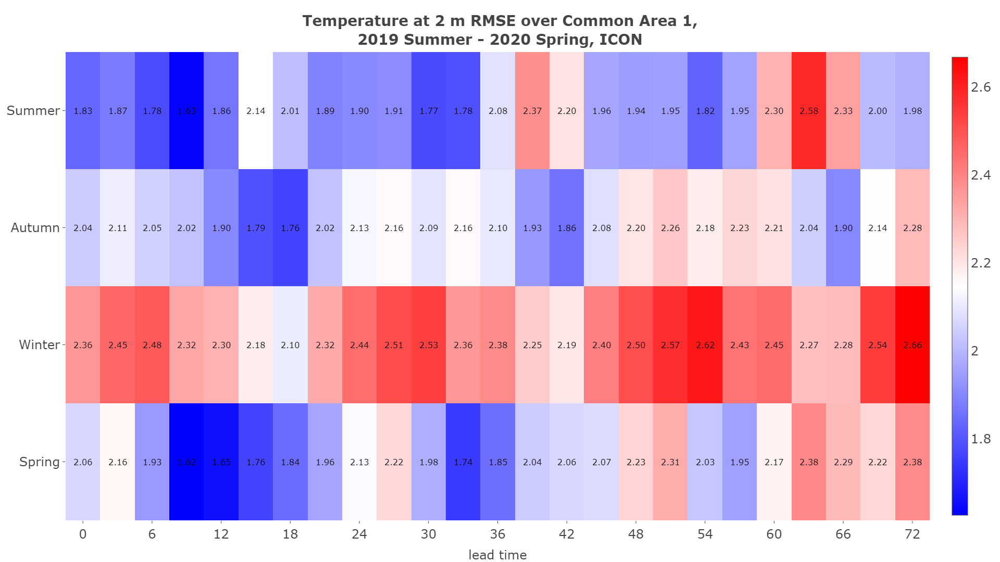 Temperature at 2 m RMSE over Common Area 1,
2019 Summer - 2020 Spring, ICON
Summer 1.83 1.87 1.78 1.63 1.86 2.14 2.01 1.89 1.90 1.91 1.77 1.78 2.08 2.37 2.20 1.96 1.94 1.95 1.82 1.95 2.30 2.58 2.33 2.00 1.98
Autumn 2.04 2.11 2.05 2.02 1.90 1.79 1.76 2.02 2.13 2.16 2.09 2.16 2.10 1.93 1.86 2.08 2.20 2.26 2.18 2.23 2.21 2.04 1.90 2.14 2.28
Winter 2.36 2.45 2.48 2.32 2.30 2.18 2.10 2.32 2.44 2.51 2.53 2.36 2.38 2.25 2.19 2.40 2.50 2.57 2.62 2.43 2.45 2.27 2.28 2.54 2.66
Spring 2.06 2.16 1.93 1.62 1.65 1.76 1.84 1.96 2.13 2.22 1.98 1.74 1.85 2.04 2.06 2.07 2.23 2.31 2.03 1.95 2.17 2.38 2.29 2.22 2.38
0 6 12 18 24 30 36 42 48 54 60 66 72
lead time
2.6
2.4
2.2
2
1.8